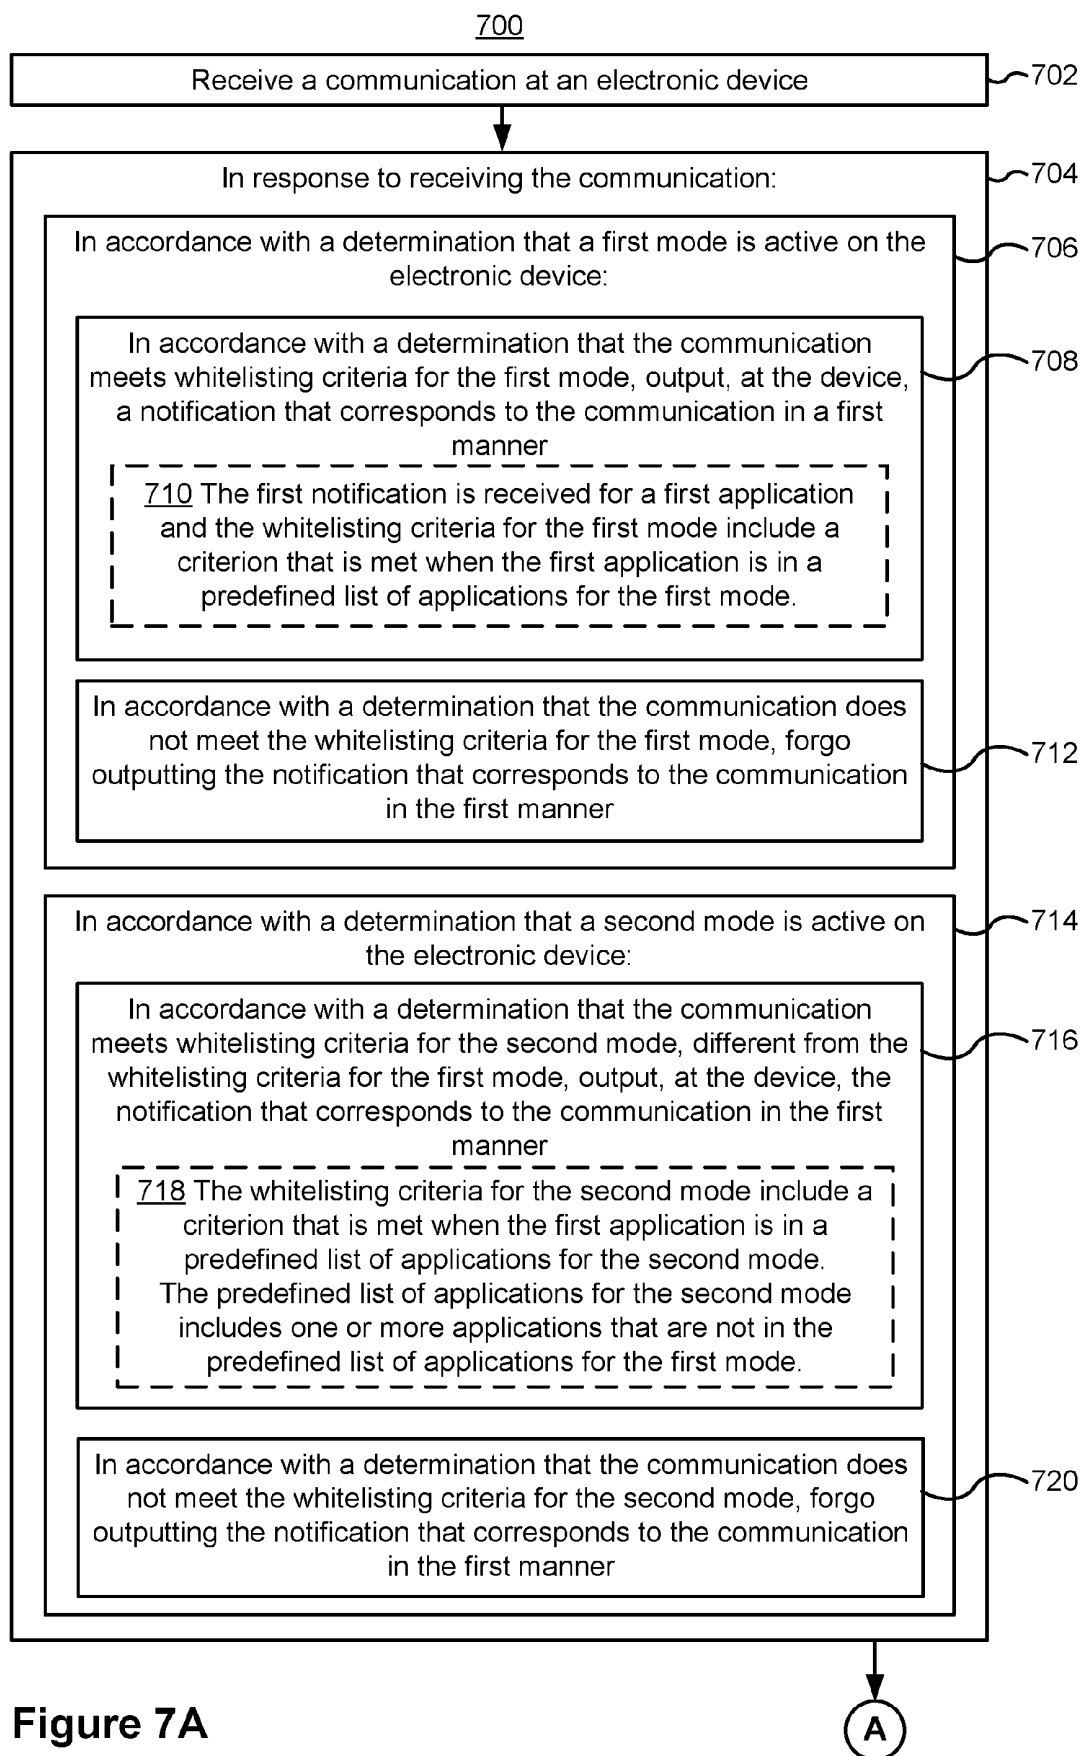 700
Receive a communication at an electronic device
702
In response to receiving the communication:
704
In accordance with a determination that a first mode is active on the
electronic device:
706
In accordance with a determination that the communication
meets whitelisting criteria for the first mode, output, at the device,
a notification that corresponds to the communication in a first
manner
708
710 The first notification is received for a first application
and the whitelisting criteria for the first mode include a
criterion that is met when the first application is in a
predefined list of applications for the first mode.
In accordance with a determination that the communication does
not meet the whitelisting criteria for the first mode, forgo
outputting the notification that corresponds to the communication
in the first manner
712
In accordance with a determination that a second mode is active on
the electronic device:
714
In accordance with a determination that the communication
meets whitelisting criteria for the second mode, different from the
whitelisting criteria for the first mode, output, at the device, the
notification that corresponds to the communication in the first
manner
716
718 The whitelisting criteria for the second mode include a
criterion that is met when the first application is in a
predefined list of applications for the second mode.
The predefined list of applications for the second mode
includes one or more applications that are not in the
predefined list of applications for the first mode.
In accordance with a determination that the communication does
not meet the whitelisting criteria for the second mode, forgo
outputting the notification that corresponds to the communication
in the first manner
720
Figure 7A
A